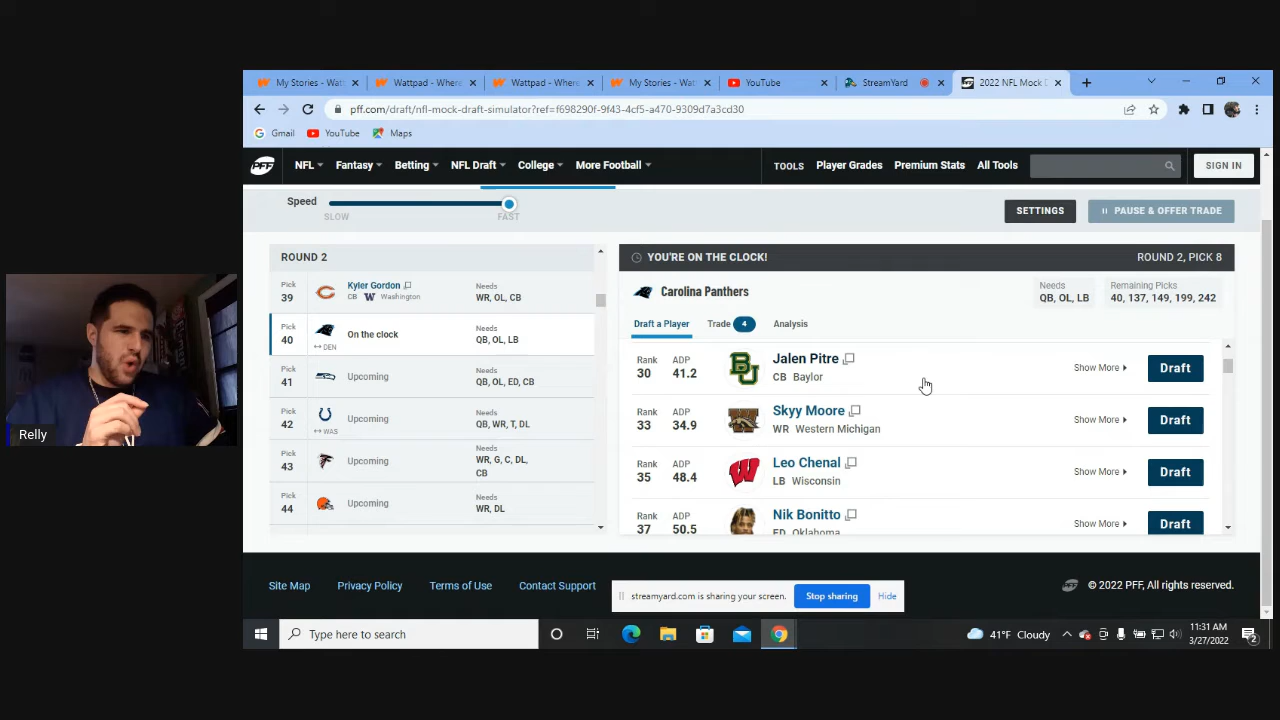 My Stories - Wat
Wattpad - Where
Wattpad - Where
My Stories - Wat
YouTube
StreamYard
2022 NFL Mock D
pff.com/draft/nfl-mock-draft-simulator?ref=f698290f-9f43-4cf5-a470-9309d7a3cd30
Gmail YouTube Maps
PFF NFL Fantasy Betting NFL Draft College More Football TOOLS Player Grades Premium Stats All Tools SIGN IN
Speed
SLOW FAST
SETTINGS PAUSE & OFFER TRADE
ROUND 2
Pick 39 Kyler Gordon CB W Washington Needs WR, OL, CB
Pick 40 ↔ DEN On the clock Needs QB, OL, LB
Pick 41 Upcoming Needs QB, OL, ED, CB
Pick 42 ↔ WAS Upcoming Needs QB, WR, T, DL
Pick 43 Upcoming Needs WR, G, C, DL, CB
Pick 44 Upcoming Needs WR, DL
YOU'RE ON THE CLOCK! ROUND 2, PICK 8
Carolina Panthers
Needs QB, OL, LB
Remaining Picks 40, 137, 149, 199, 242
Draft a Player Trade 4 Analysis
Rank 30 ADP 41.2 Jalen Pitre CB Baylor Show More Draft
Rank 33 ADP 34.9 Skyy Moore WR Western Michigan Show More Draft
Rank 35 ADP 48.4 Leo Chenal LB Wisconsin Show More Draft
Rank 37 ADP 50.5 Nik Bonitto ED Oklahoma Show More Draft
Relly
Site Map Privacy Policy Terms of Use Contact Support
© 2022 PFF, All rights reserved.
streamyard.com is sharing your screen. Stop sharing Hide
Type here to search
41°F Cloudy
11:31 AM
3/27/2022
2